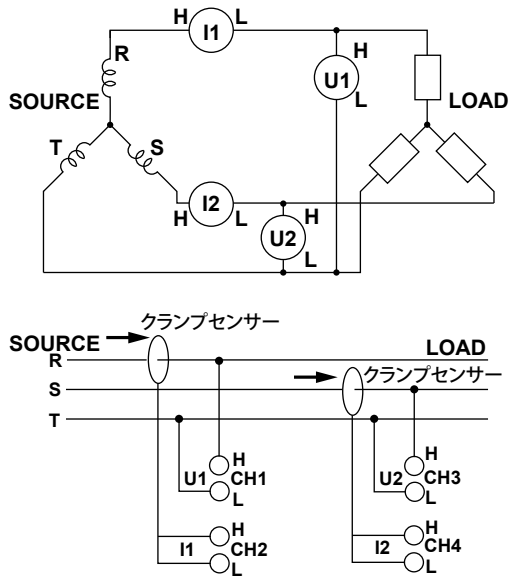 H I1 L
R
H
U1
L
SOURCE
LOAD
T
S
H I2 L
H
U2
L
クランプセンサー
SOURCE
LOAD
R
クランプセンサー
S
T
U1 H CH1 L
U2 H CH3 L
I1 H CH2 L
I2 H CH4 L